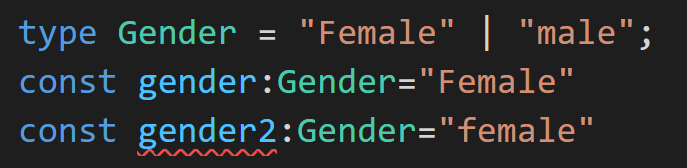 type Gender = "Female" | "male";
const gender:Gender="Female"
const gender2:Gender="female"